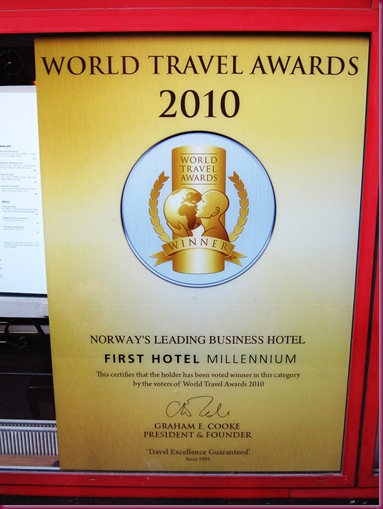 WORLD TRAVEL AWARDS
2010
WORLD
TRAVEL
AWARDS
WINNER
NORWAY'S LEADING BUSINESS HOTEL
FIRST HOTEL MILLENNIUM
This certifies that the holder has been voted winner in this category
by the voters of World Travel Awards 2010
GRAHAM E. COOKE
PRESIDENT & FOUNDER
'Travel Excellence Guaranteed'
Since 1993